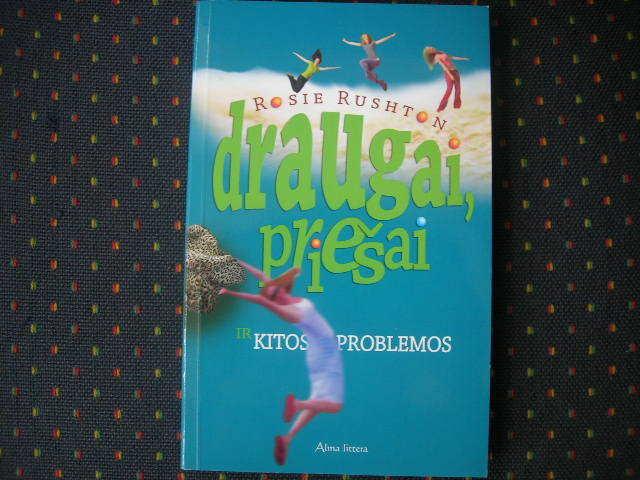 ROSIE RUSHTON
draugai,
priešai
IR KITOS PROBLEMOS
Alma littera